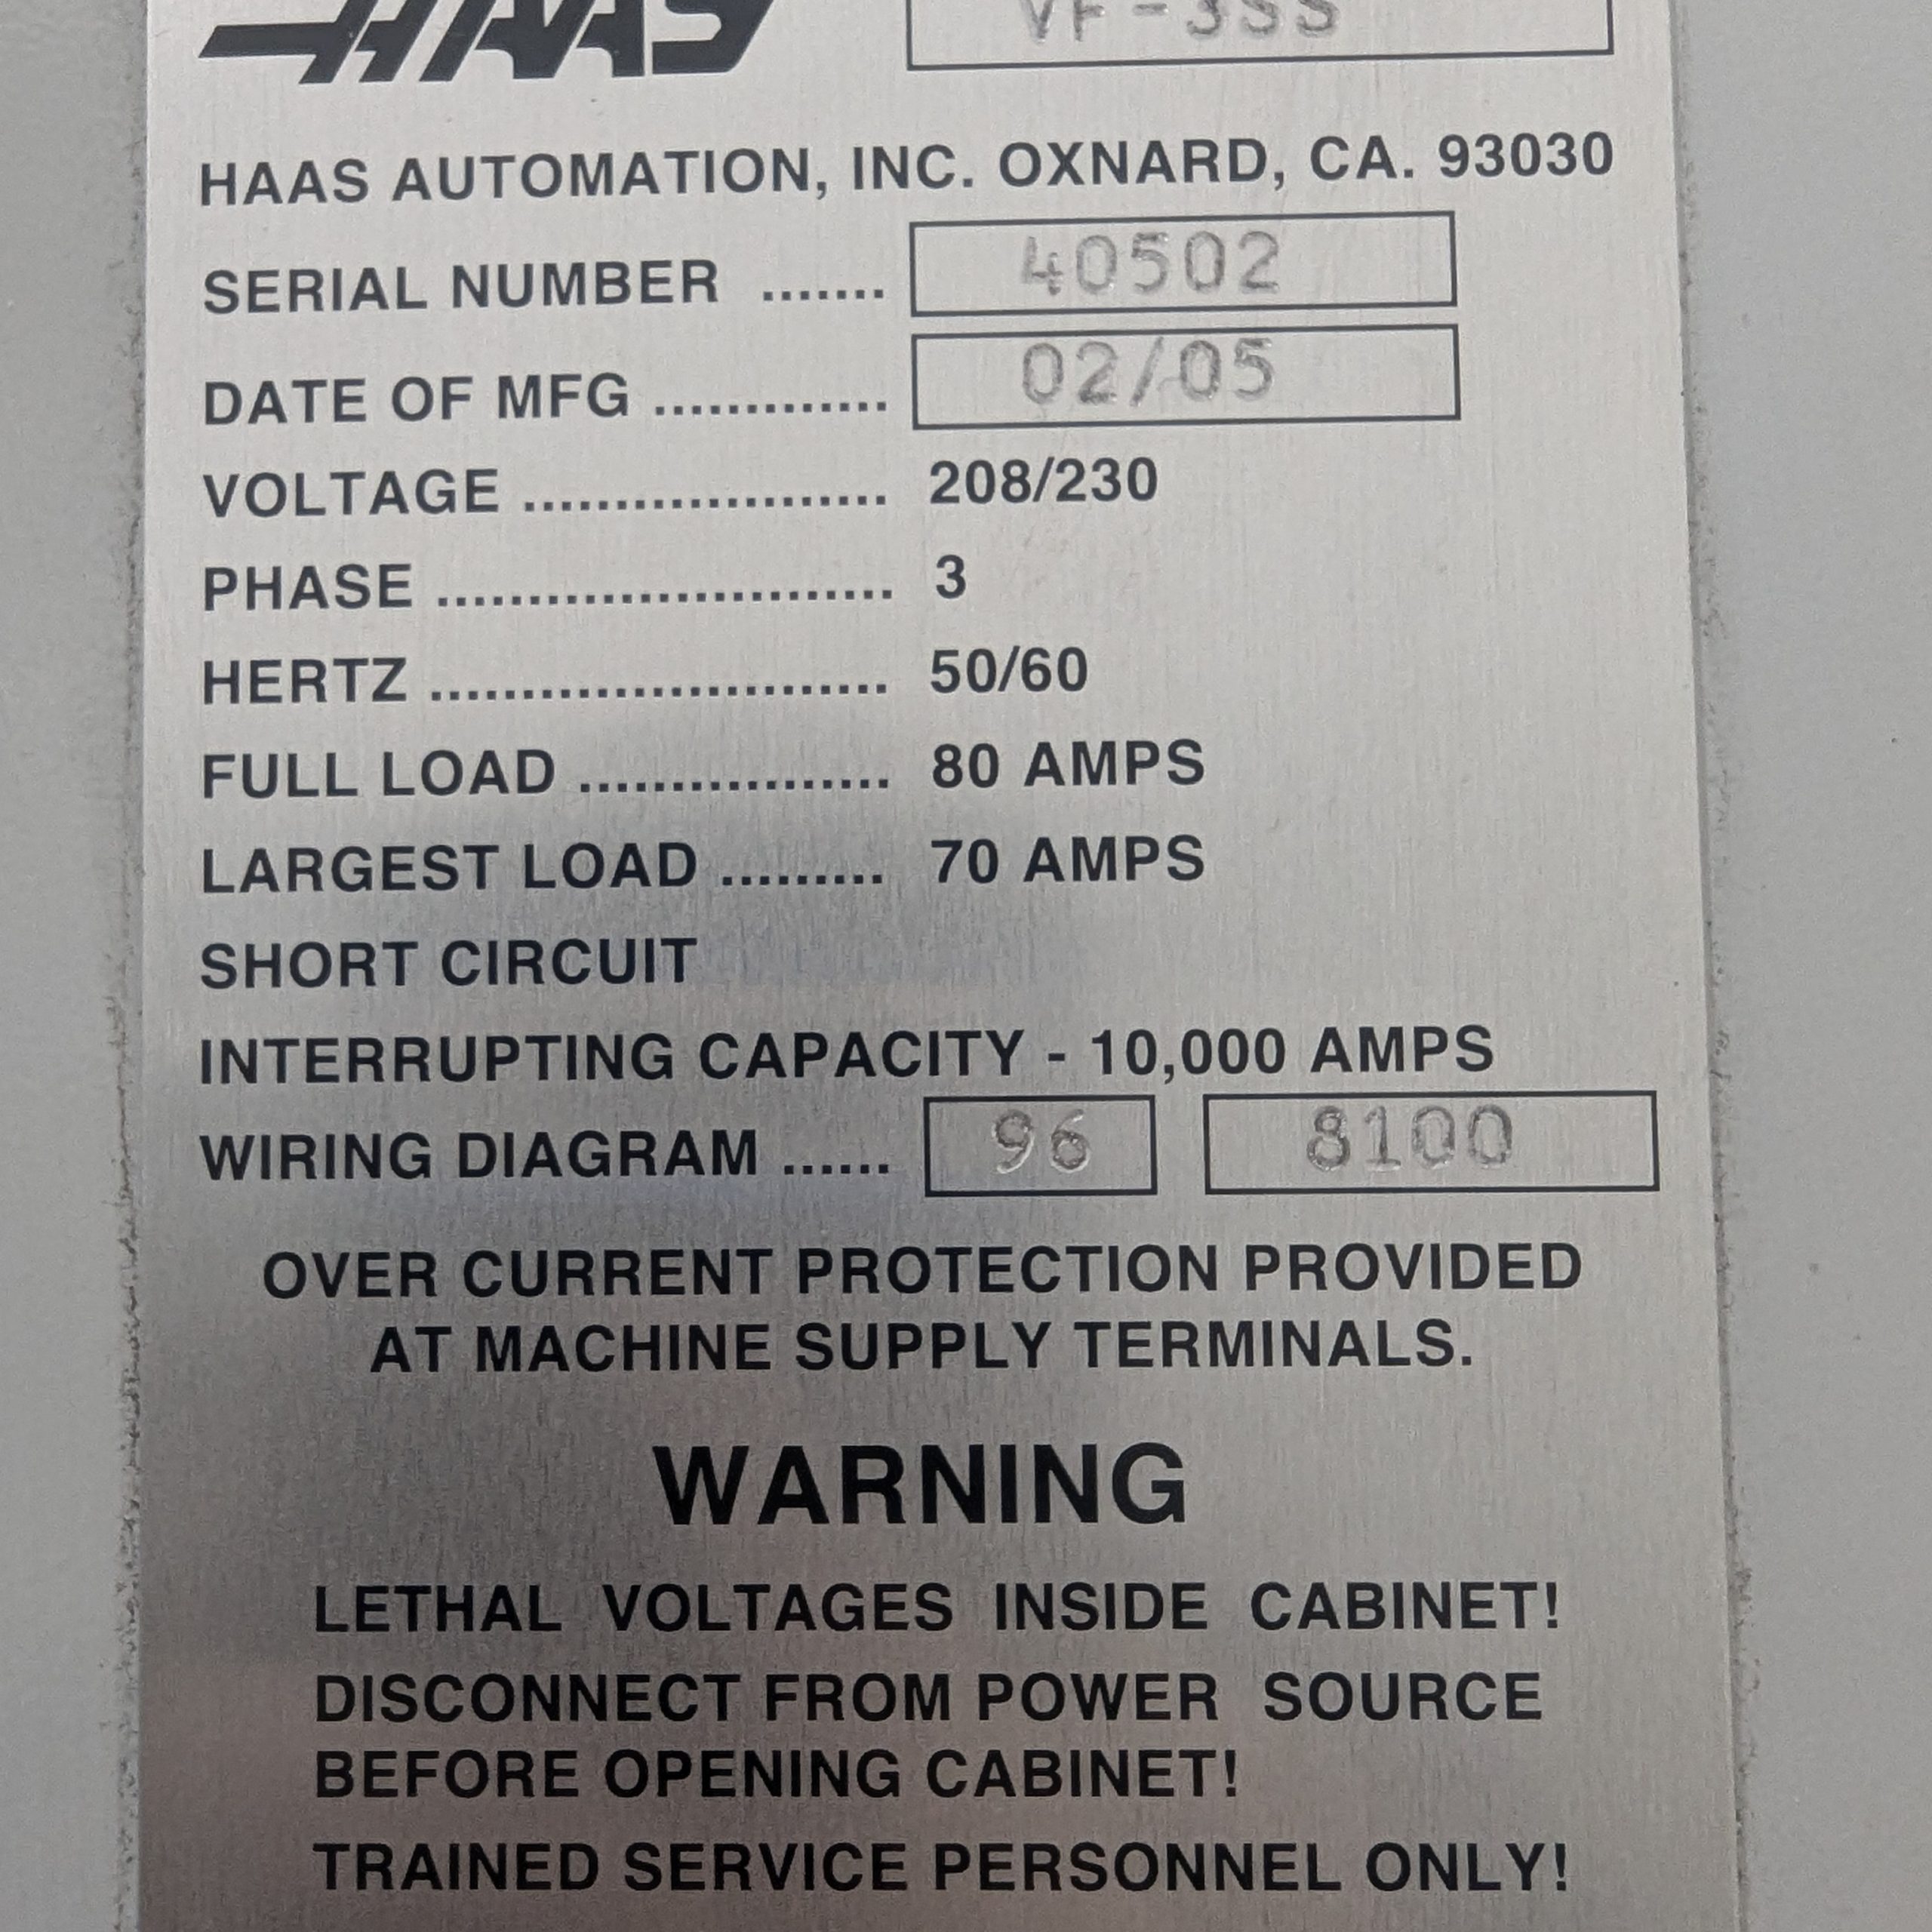 HAAS VF-3SS
HAAS AUTOMATION, INC. OXNARD, CA. 93030
SERIAL NUMBER ....... 40502
DATE OF MFG ............. 02/05
VOLTAGE .................... 208/230
PHASE ......................... 3
HERTZ ......................... 50/60
FULL LOAD ................. 80 AMPS
LARGEST LOAD ......... 70 AMPS
SHORT CIRCUIT
INTERRUPTING CAPACITY - 10,000 AMPS
WIRING DIAGRAM ...... 96 8100
OVER CURRENT PROTECTION PROVIDED
AT MACHINE SUPPLY TERMINALS.
WARNING
LETHAL VOLTAGES INSIDE CABINET!
DISCONNECT FROM POWER SOURCE
BEFORE OPENING CABINET!
TRAINED SERVICE PERSONNEL ONLY!